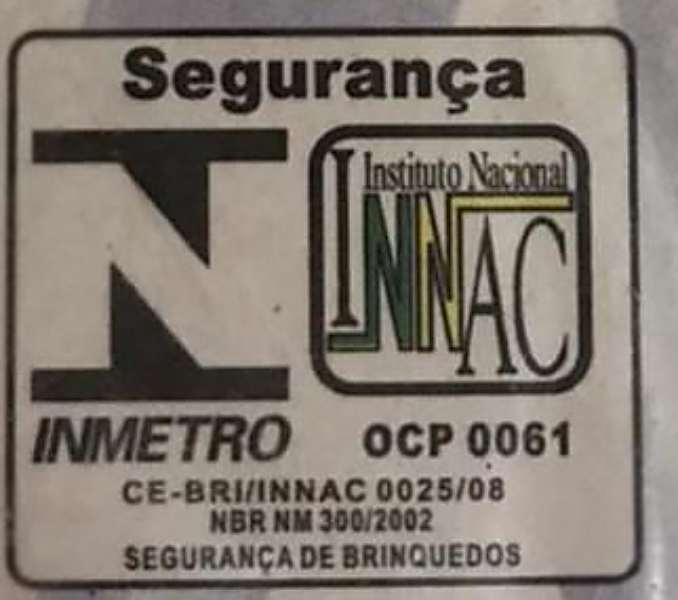 Segurança
Instituto Nacional
INNAC
INMETRO
OCP 0061
CE-BRI/INNAC 0025/08
NBR NM 300/2002
SEGURANÇA DE BRINQUEDOS